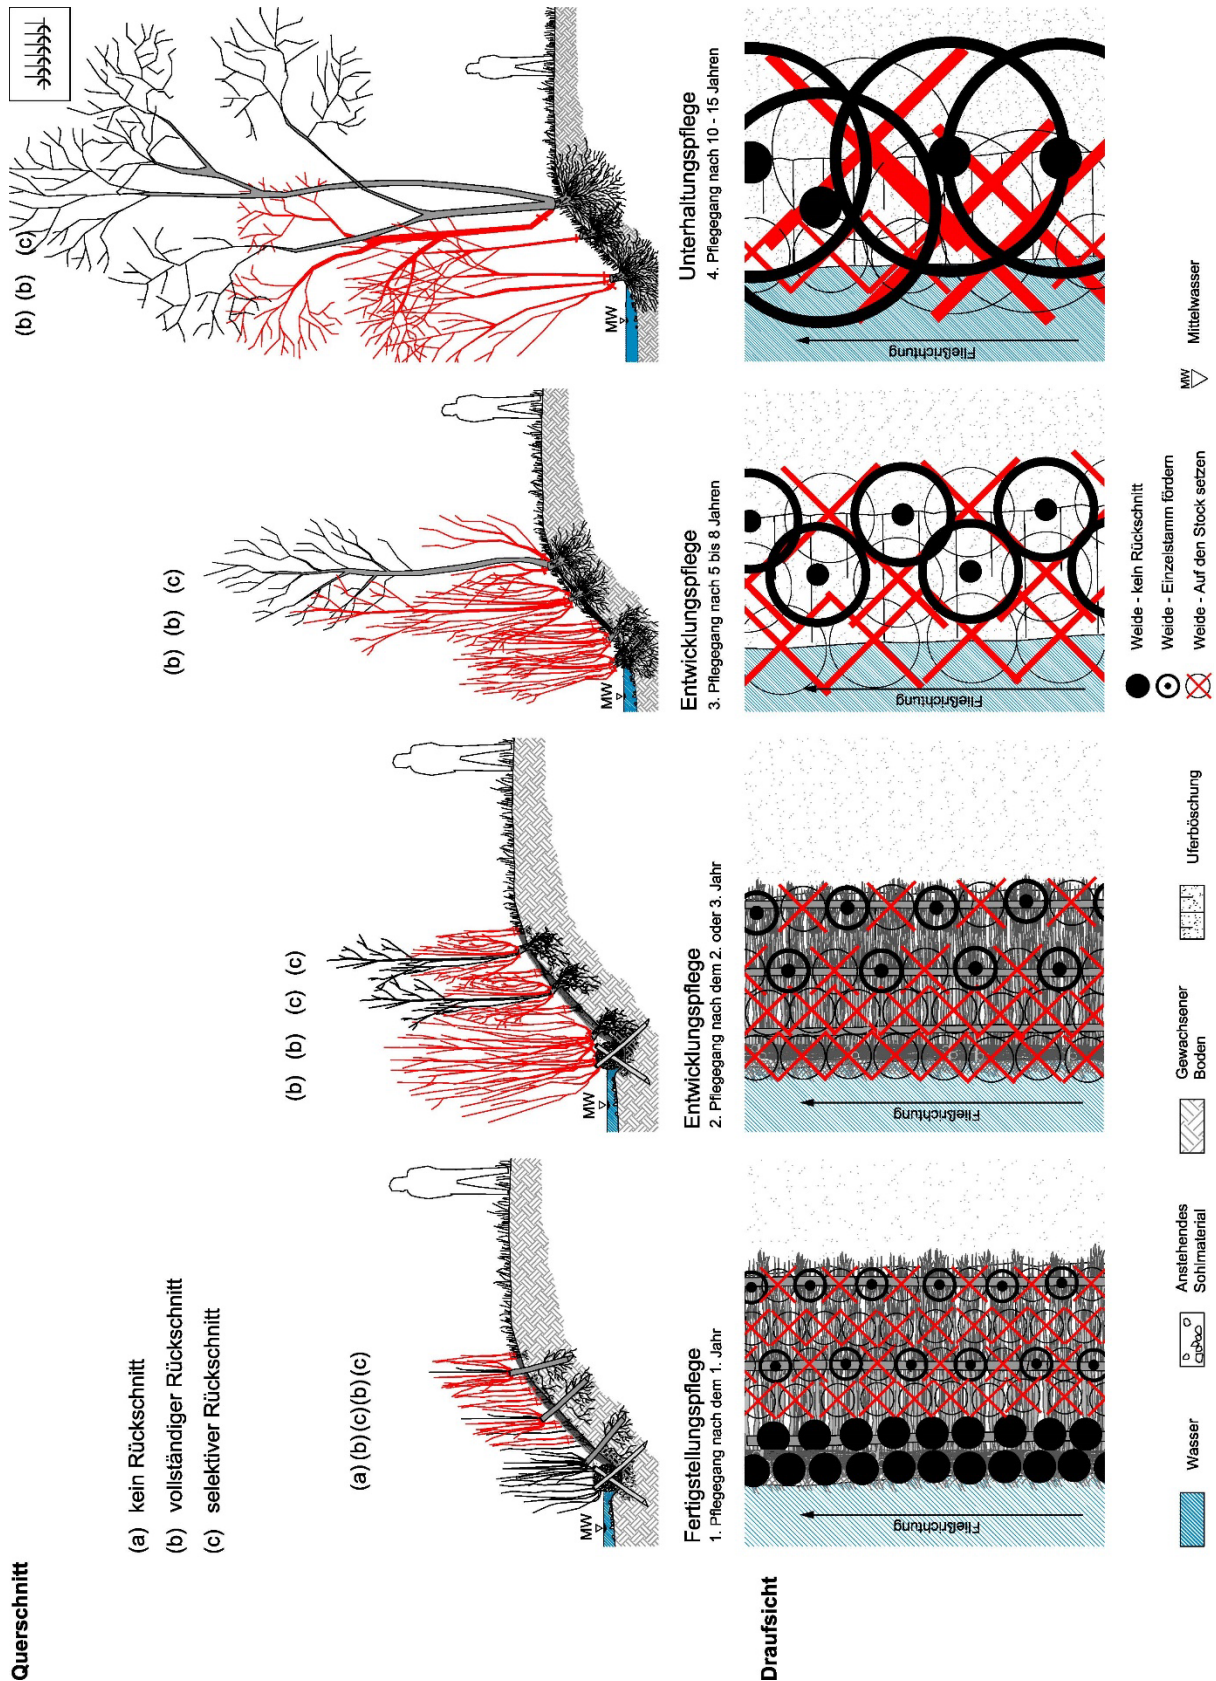 Querschnitt
(a) kein Rückschnitt
(b) vollständiger Rückschnitt
(c) selektiver Rückschnitt
(a) (b) (c) (b) (c)
(b) (b) (c) (c)
(b) (b) (c)
(b) (b) (c)
MW
MW
MW
MW
Fertigstellungspflege
1. Pflegegang nach dem 1. Jahr
Entwicklungspflege
2. Pflegegang nach dem 2. oder 3. Jahr
Entwicklungspflege
3. Pflegegang nach 5 bis 8 Jahren
Unterhaltungspflege
4. Pflegegang nach 10 - 15 Jahren
Draufsicht
Fließrichtung
Fließrichtung
Fließrichtung
Fließrichtung
Wasser
Anstehendes
Sohlmaterial
Gewachsener
Boden
Uferböschung
Weide - kein Rückschnitt
Weide - Einzelstamm fördern
Weide - Auf den Stock setzen
MW
Mittelwasser